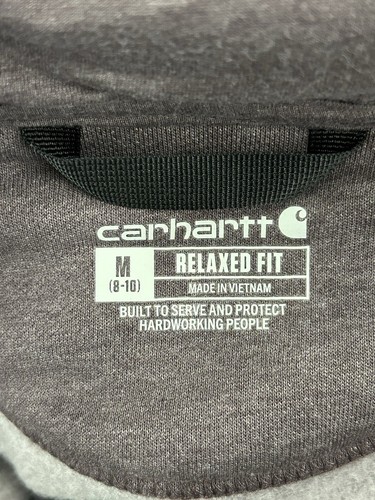 carhartt
M
(8-10)
RELAXED FIT
MADE IN VIETNAM
BUILT TO SERVE AND PROTECT
HARDWORKING PEOPLE